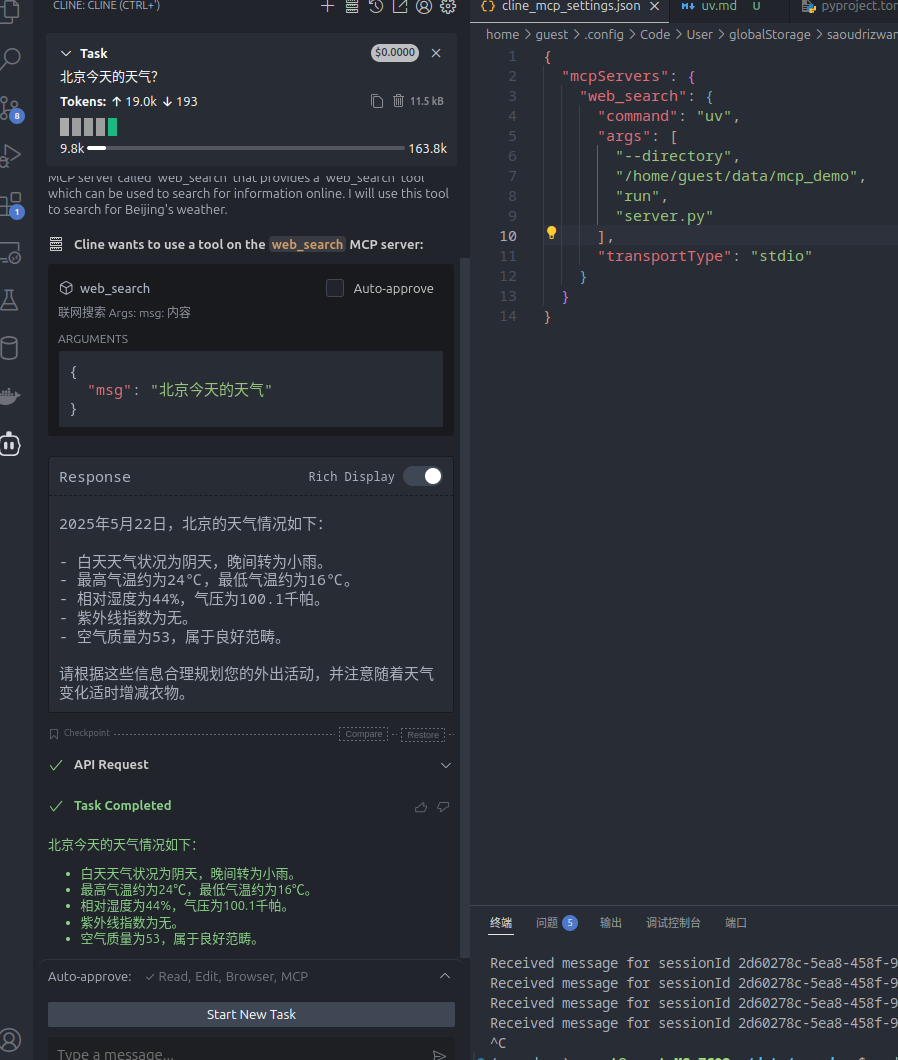 CLINE: CLINE (CTRL+')
Task
$0.0000
北京今天的天气?
Tokens: ↑ 19.0k ↓ 193
11.5 kB
9.8k
163.8k
MCP server called web_search that provides a web_search tool
which can be used to search for information online. I will use this tool
to search for Beijing's weather.
Cline wants to use a tool on the web_search MCP server:
web_search
Auto-approve
联网搜索 Args: msg: 内容
ARGUMENTS
{
"msg": "北京今天的天气"
}
Response
Rich Display
2025年5月22日，北京的天气情况如下：
- 白天天气状况为阴天，晚间转为小雨。
- 最高气温约为24℃，最低气温约为16℃。
- 相对湿度为44%，气压为100.1千帕。
- 紫外线指数为无。
- 空气质量为53，属于良好范畴。
请根据这些信息合理规划您的外出活动，并注意随着天气
变化适时增减衣物。
Checkpoint
Compare
Restore
API Request
Task Completed
北京今天的天气情况如下：
• 白天天气状况为阴天，晚间转为小雨。
• 最高气温约为24℃，最低气温约为16℃。
• 相对湿度为44%，气压为100.1千帕。
• 紫外线指数为无。
• 空气质量为53，属于良好范畴。
Auto-approve:
Read, Edit, Browser, MCP
Start New Task
Type a message...
8
1
cline_mcp_settings.json
uv.md
U
home > guest > .config > Code > User > globalStorage >
1 {
2 "mcpServers": {
3 "web_search": {
4 "command": "uv",
5 "args": [
6 "--directory",
7 "/home/guest/data/mcp_demo",
8 "run",
9 "server.py"
10 ],
11 "transportType": "stdio"
12 }
13 }
14 }
终端
问题 5
输出
调试控制台
端口
Received message for sessionId 2d60278c-5ea8-458f-9
Received message for sessionId 2d60278c-5ea8-458f-9
Received message for sessionId 2d60278c-5ea8-458f-9
Received message for sessionId 2d60278c-5ea8-458f-9
^C